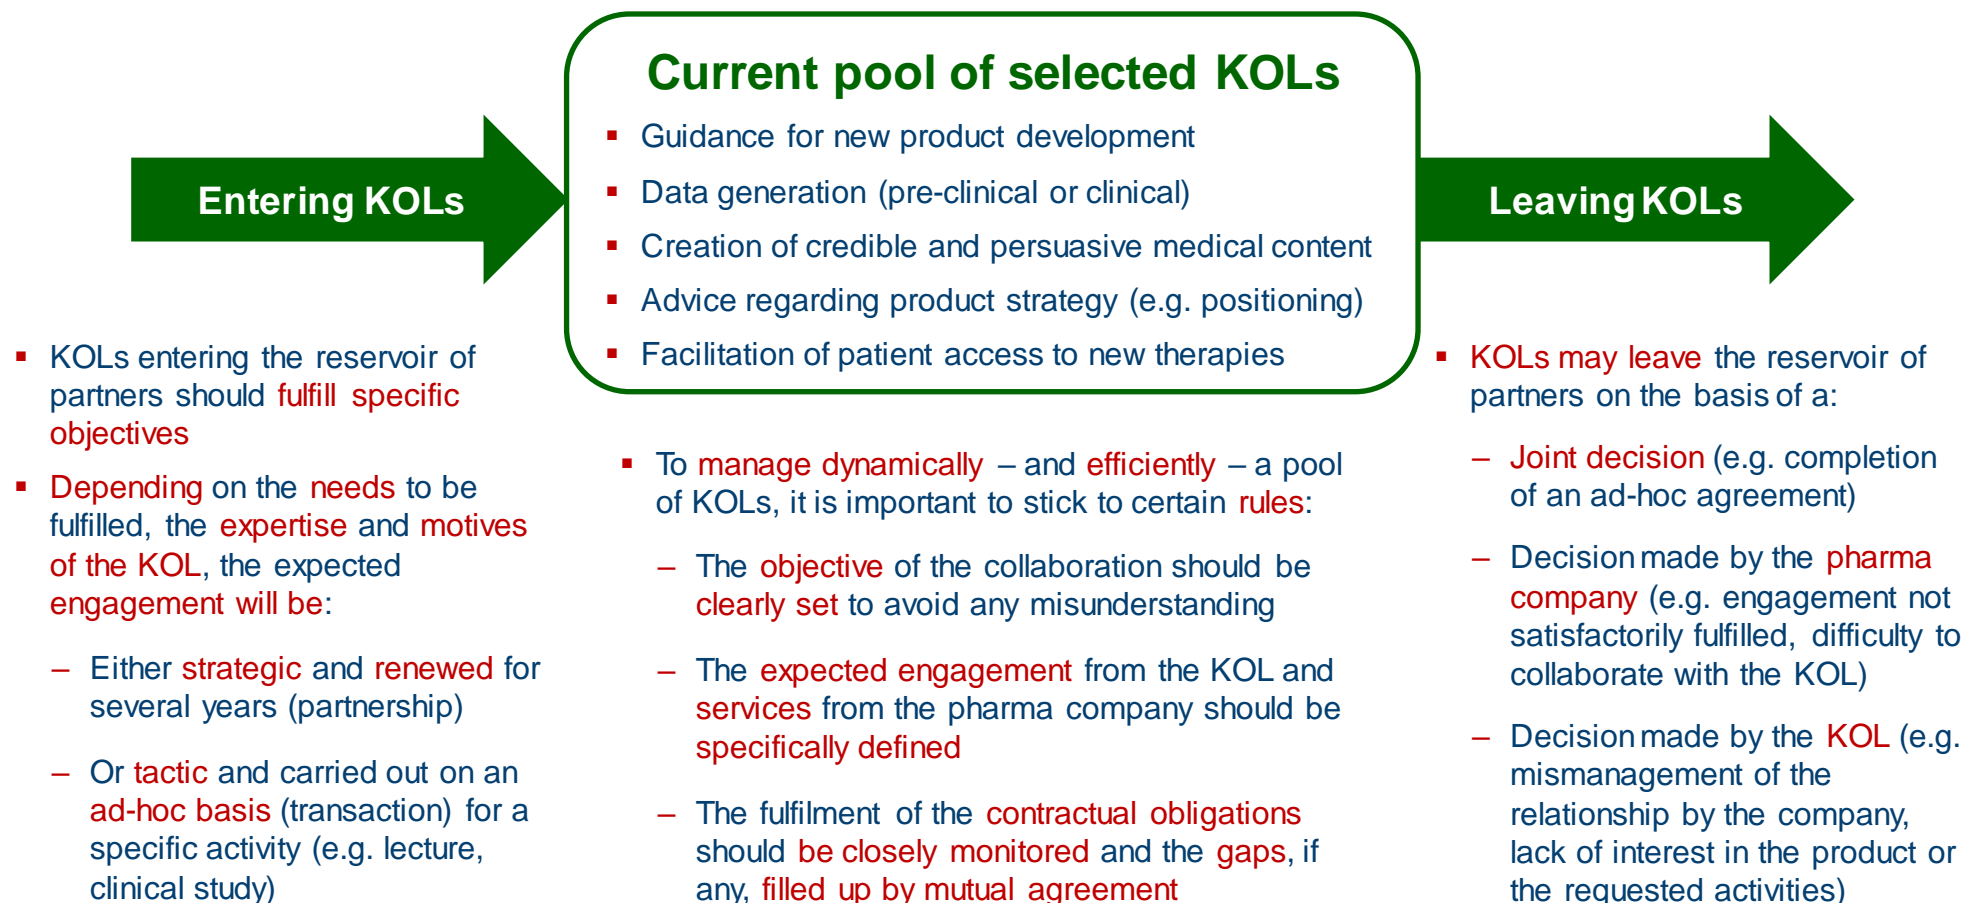 Current pool of selected KOLs
▪ Guidance for new product development
▪ Data generation (pre-clinical or clinical)
▪ Creation of credible and persuasive medical content
▪ Advice regarding product strategy (e.g. positioning)
▪ Facilitation of patient access to new therapies
Entering KOLs
Leaving KOLs
▪ KOLs entering the reservoir of
partners should fulfill specific
objectives
▪ Depending on the needs to be
fulfilled, the expertise and motives
of the KOL, the expected
engagement will be:
– Either strategic and renewed for
several years (partnership)
– Or tactic and carried out on an
ad-hoc basis (transaction) for a
specific activity (e.g. lecture,
clinical study)
▪ To manage dynamically – and efficiently – a pool
of KOLs, it is important to stick to certain rules:
– The objective of the collaboration should be
clearly set to avoid any misunderstanding
– The expected engagement from the KOL and
services from the pharma company should be
specifically defined
– The fulfilment of the contractual obligations
should be closely monitored and the gaps, if
any, filled up by mutual agreement
▪ KOLs may leave the reservoir of
partners on the basis of a:
– Joint decision (e.g. completion
of an ad-hoc agreement)
– Decision made by the pharma
company (e.g. engagement not
satisfactorily fulfilled, difficulty to
collaborate with the KOL)
– Decision made by the KOL (e.g.
mismanagement of the
relationship by the company,
lack of interest in the product or
the requested activities)